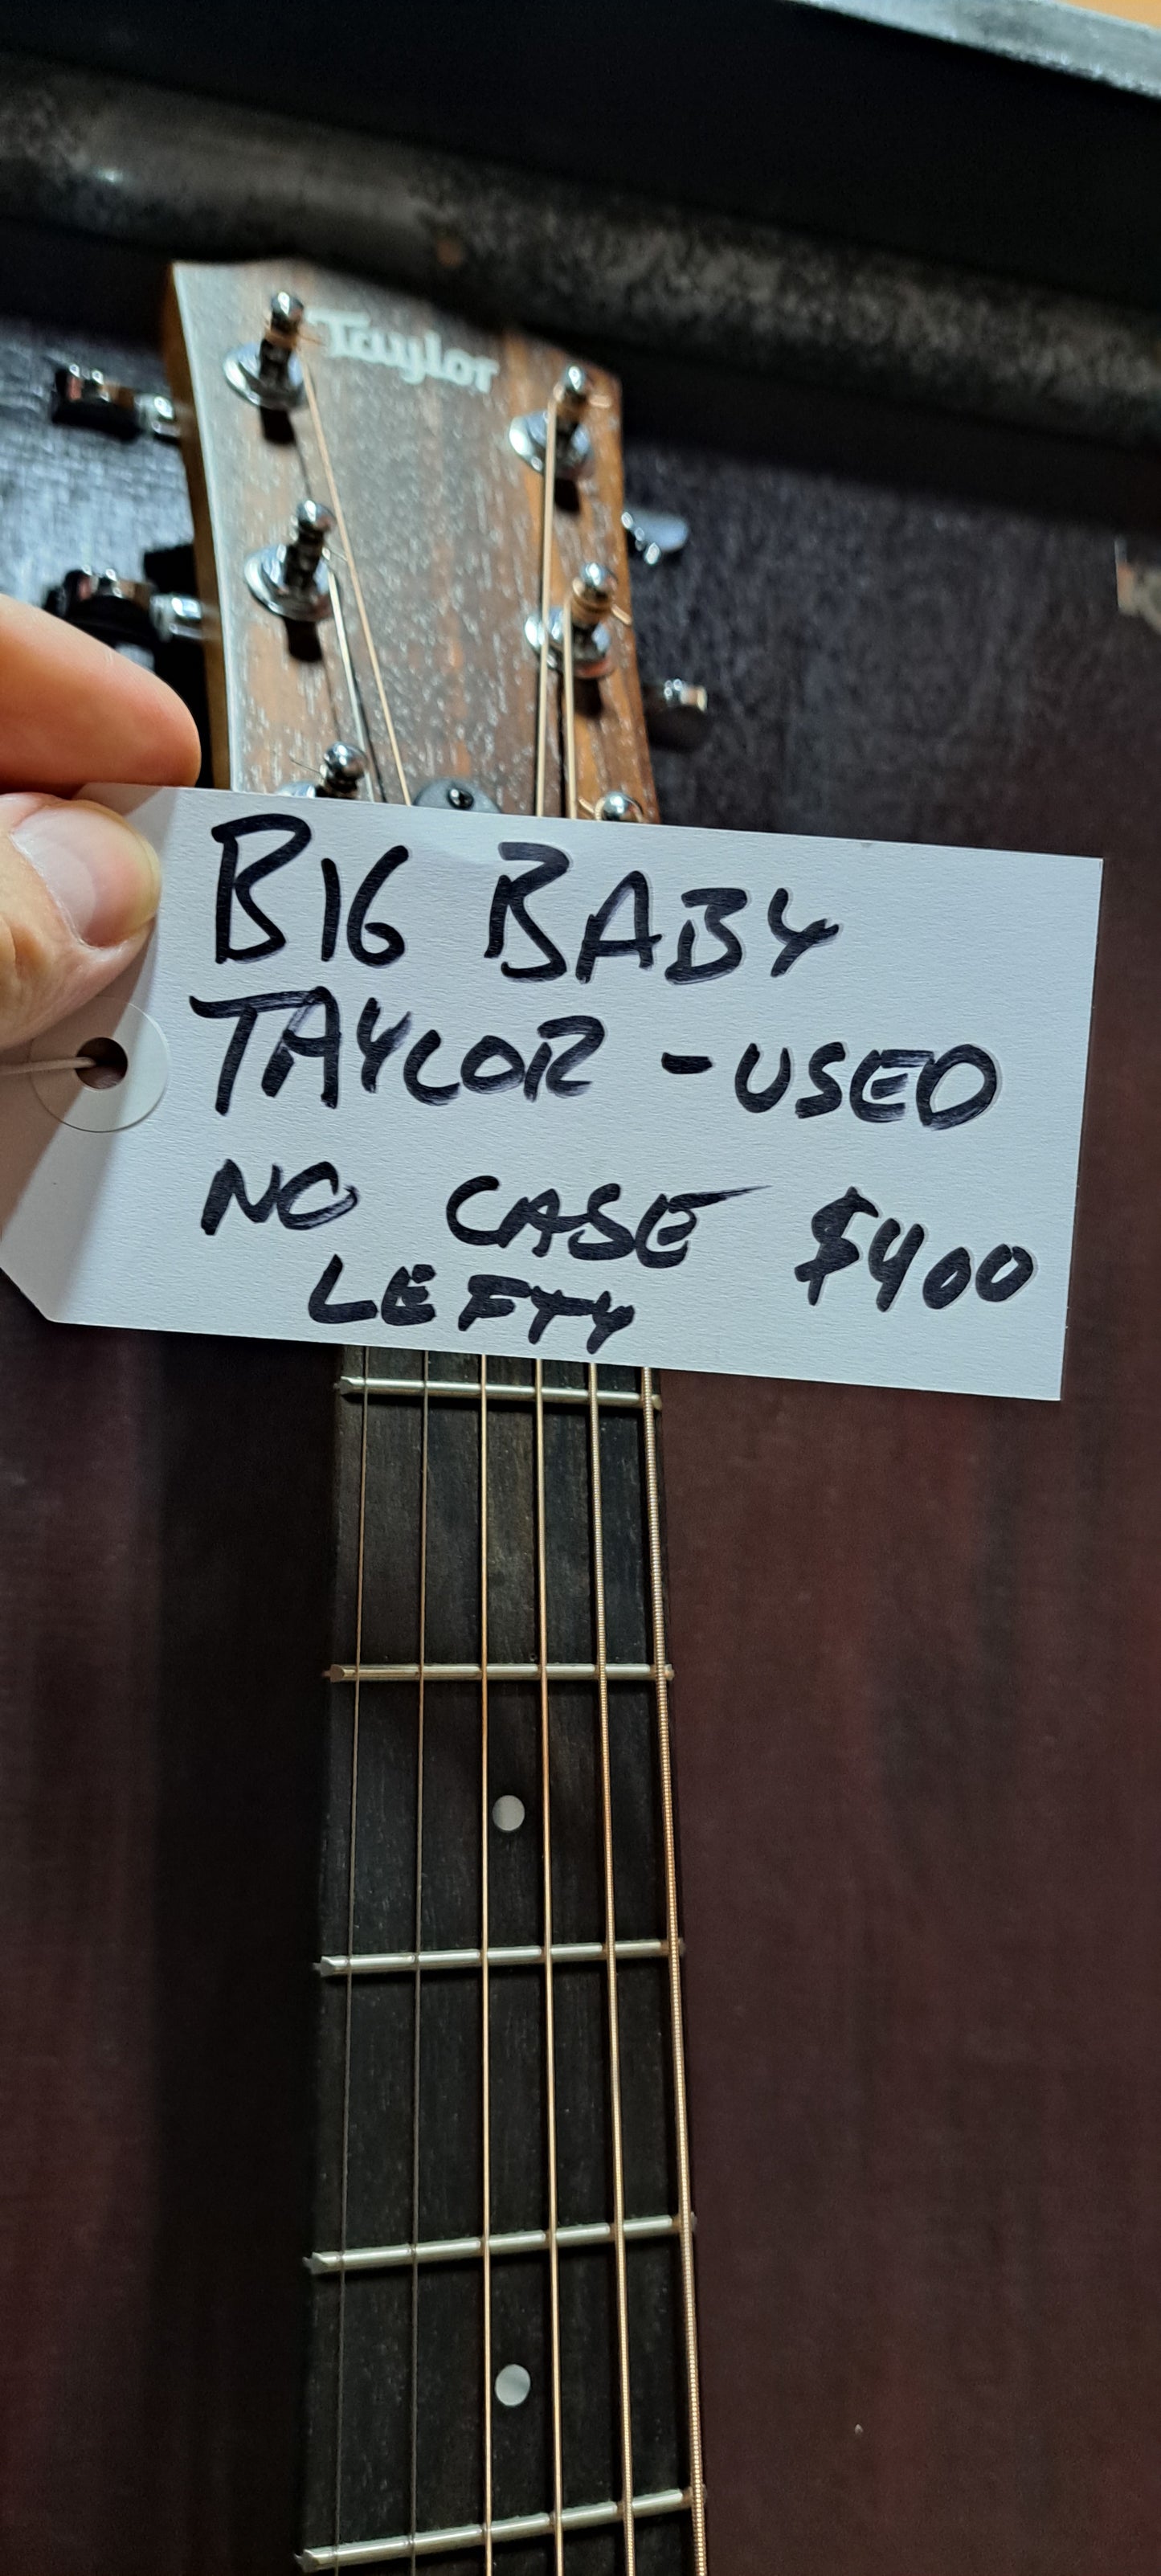 Taylor
BIG BABY
TAYLOR - USED
NO CASE $400
LEFTY